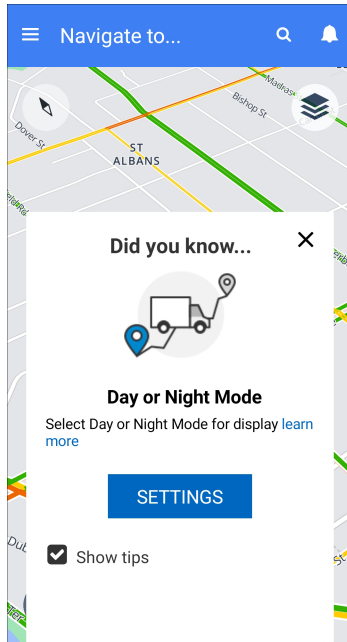 Navigate to...
Madras
Bishop St
Dover St
ST
ALBANS
Did you know...
Day or Night Mode
Select Day or Night Mode for display learn
more
SETTINGS
Show tips